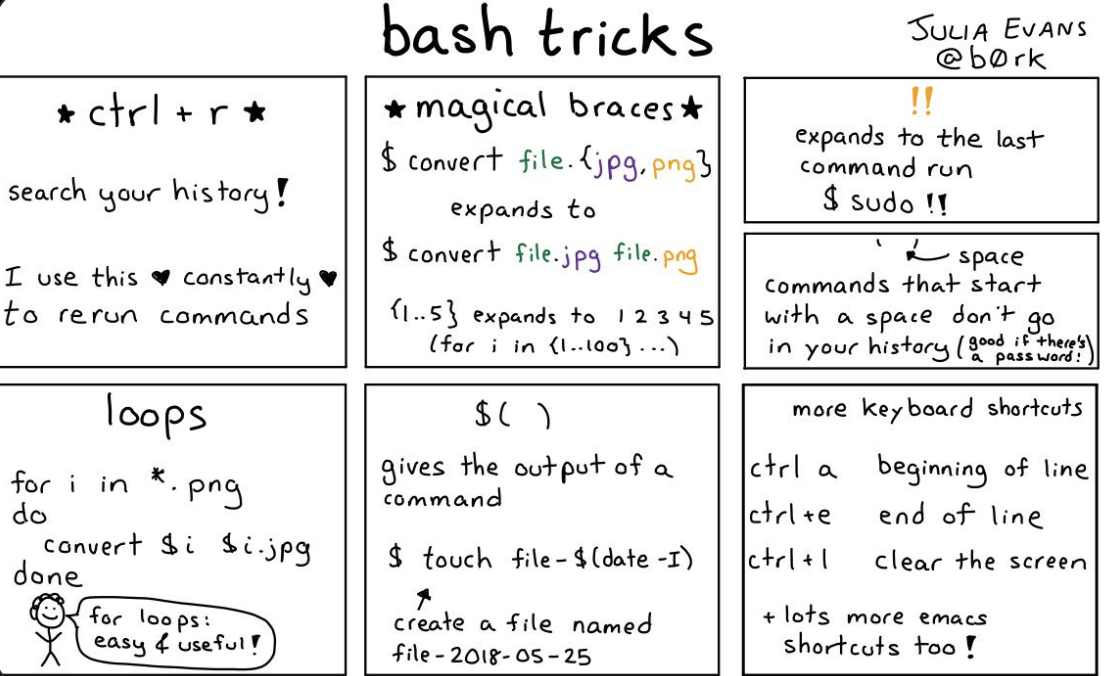 bash tricks
JULIA EVANS
@b0rk
★ ctrl + r ★
search your history!
I use this ♥ constantly ♥
to rerun commands
★ magical braces ★
$ convert file.{jpg,png}
expands to
$ convert file.jpg file.png
{1..5} expands to 1 2 3 4 5
(for i in {1..100} ...)
!!
expands to the last
command run
$ sudo !!
space
commands that start
with a space don't go
in your history (good if there's
a password!)
loops
for i in *.png
do
convert $i $i.jpg
done
for loops:
easy & useful!
$( )
gives the output of a
command
$ touch file-$(date -I)
create a file named
file-2018-05-25
more keyboard shortcuts
ctrl a beginning of line
ctrl+e end of line
ctrl+l clear the screen
+ lots more emacs
shortcuts too!